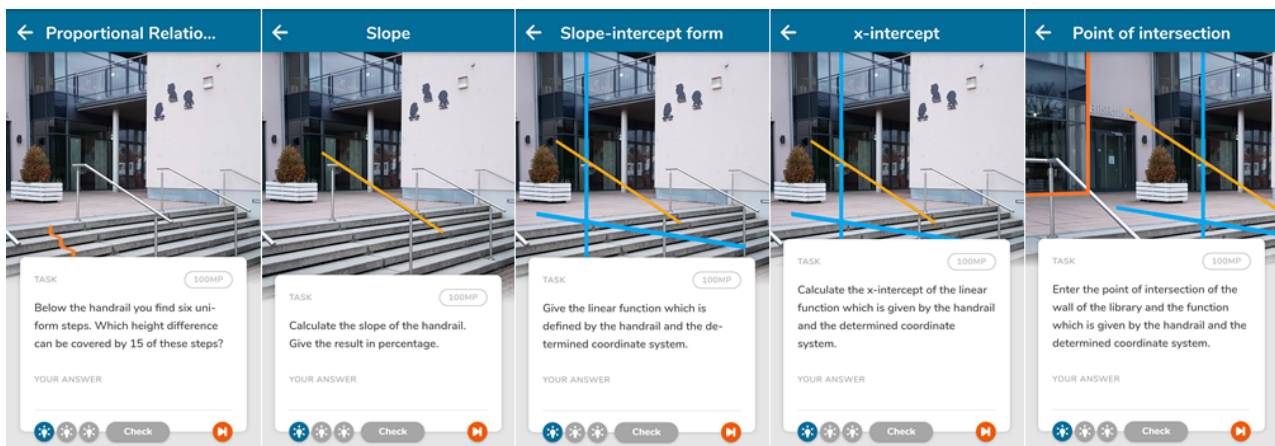 Proportional Relatio...
TASK
100MP
Below the handrail you find six uni-
form steps. Which height difference
can be covered by 15 of these steps?
YOUR ANSWER
Check
Slope
TASK
100MP
Calculate the slope of the handrail.
Give the result in percentage.
YOUR ANSWER
Check
Slope-intercept form
TASK
100MP
Give the linear function which is
defined by the handrail and the de-
termined coordinate system.
YOUR ANSWER
Check
x-intercept
TASK
100MP
Calculate the x-intercept of the linear
function which is given by the handrail
and the determined coordinate
system.
YOUR ANSWER
Check
Point of intersection
TASK
100MP
Enter the point of intersection of the
wall of the library and the function
which is given by the handrail and the
determined coordinate system.
YOUR ANSWER
Check